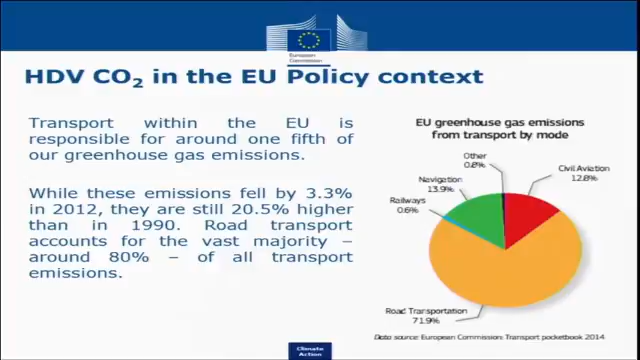 European
Commission
HDV CO2 in the EU Policy context
Transport within the EU is
responsible for around one fifth of
our greenhouse gas emissions.
While these emissions fell by 3.3%
in 2012, they are still 20.5% higher
than in 1990. Road transport
accounts for the vast majority –
around 80% – of all transport
emissions.
EU greenhouse gas emissions
from transport by mode
Other
0.8%
Civil Aviation
12.8%
Navigation
13.9%
Railways
0.6%
Road Transportation
71.9%
Data source: European Commission Transport pocketbook 2014
Climate
Action